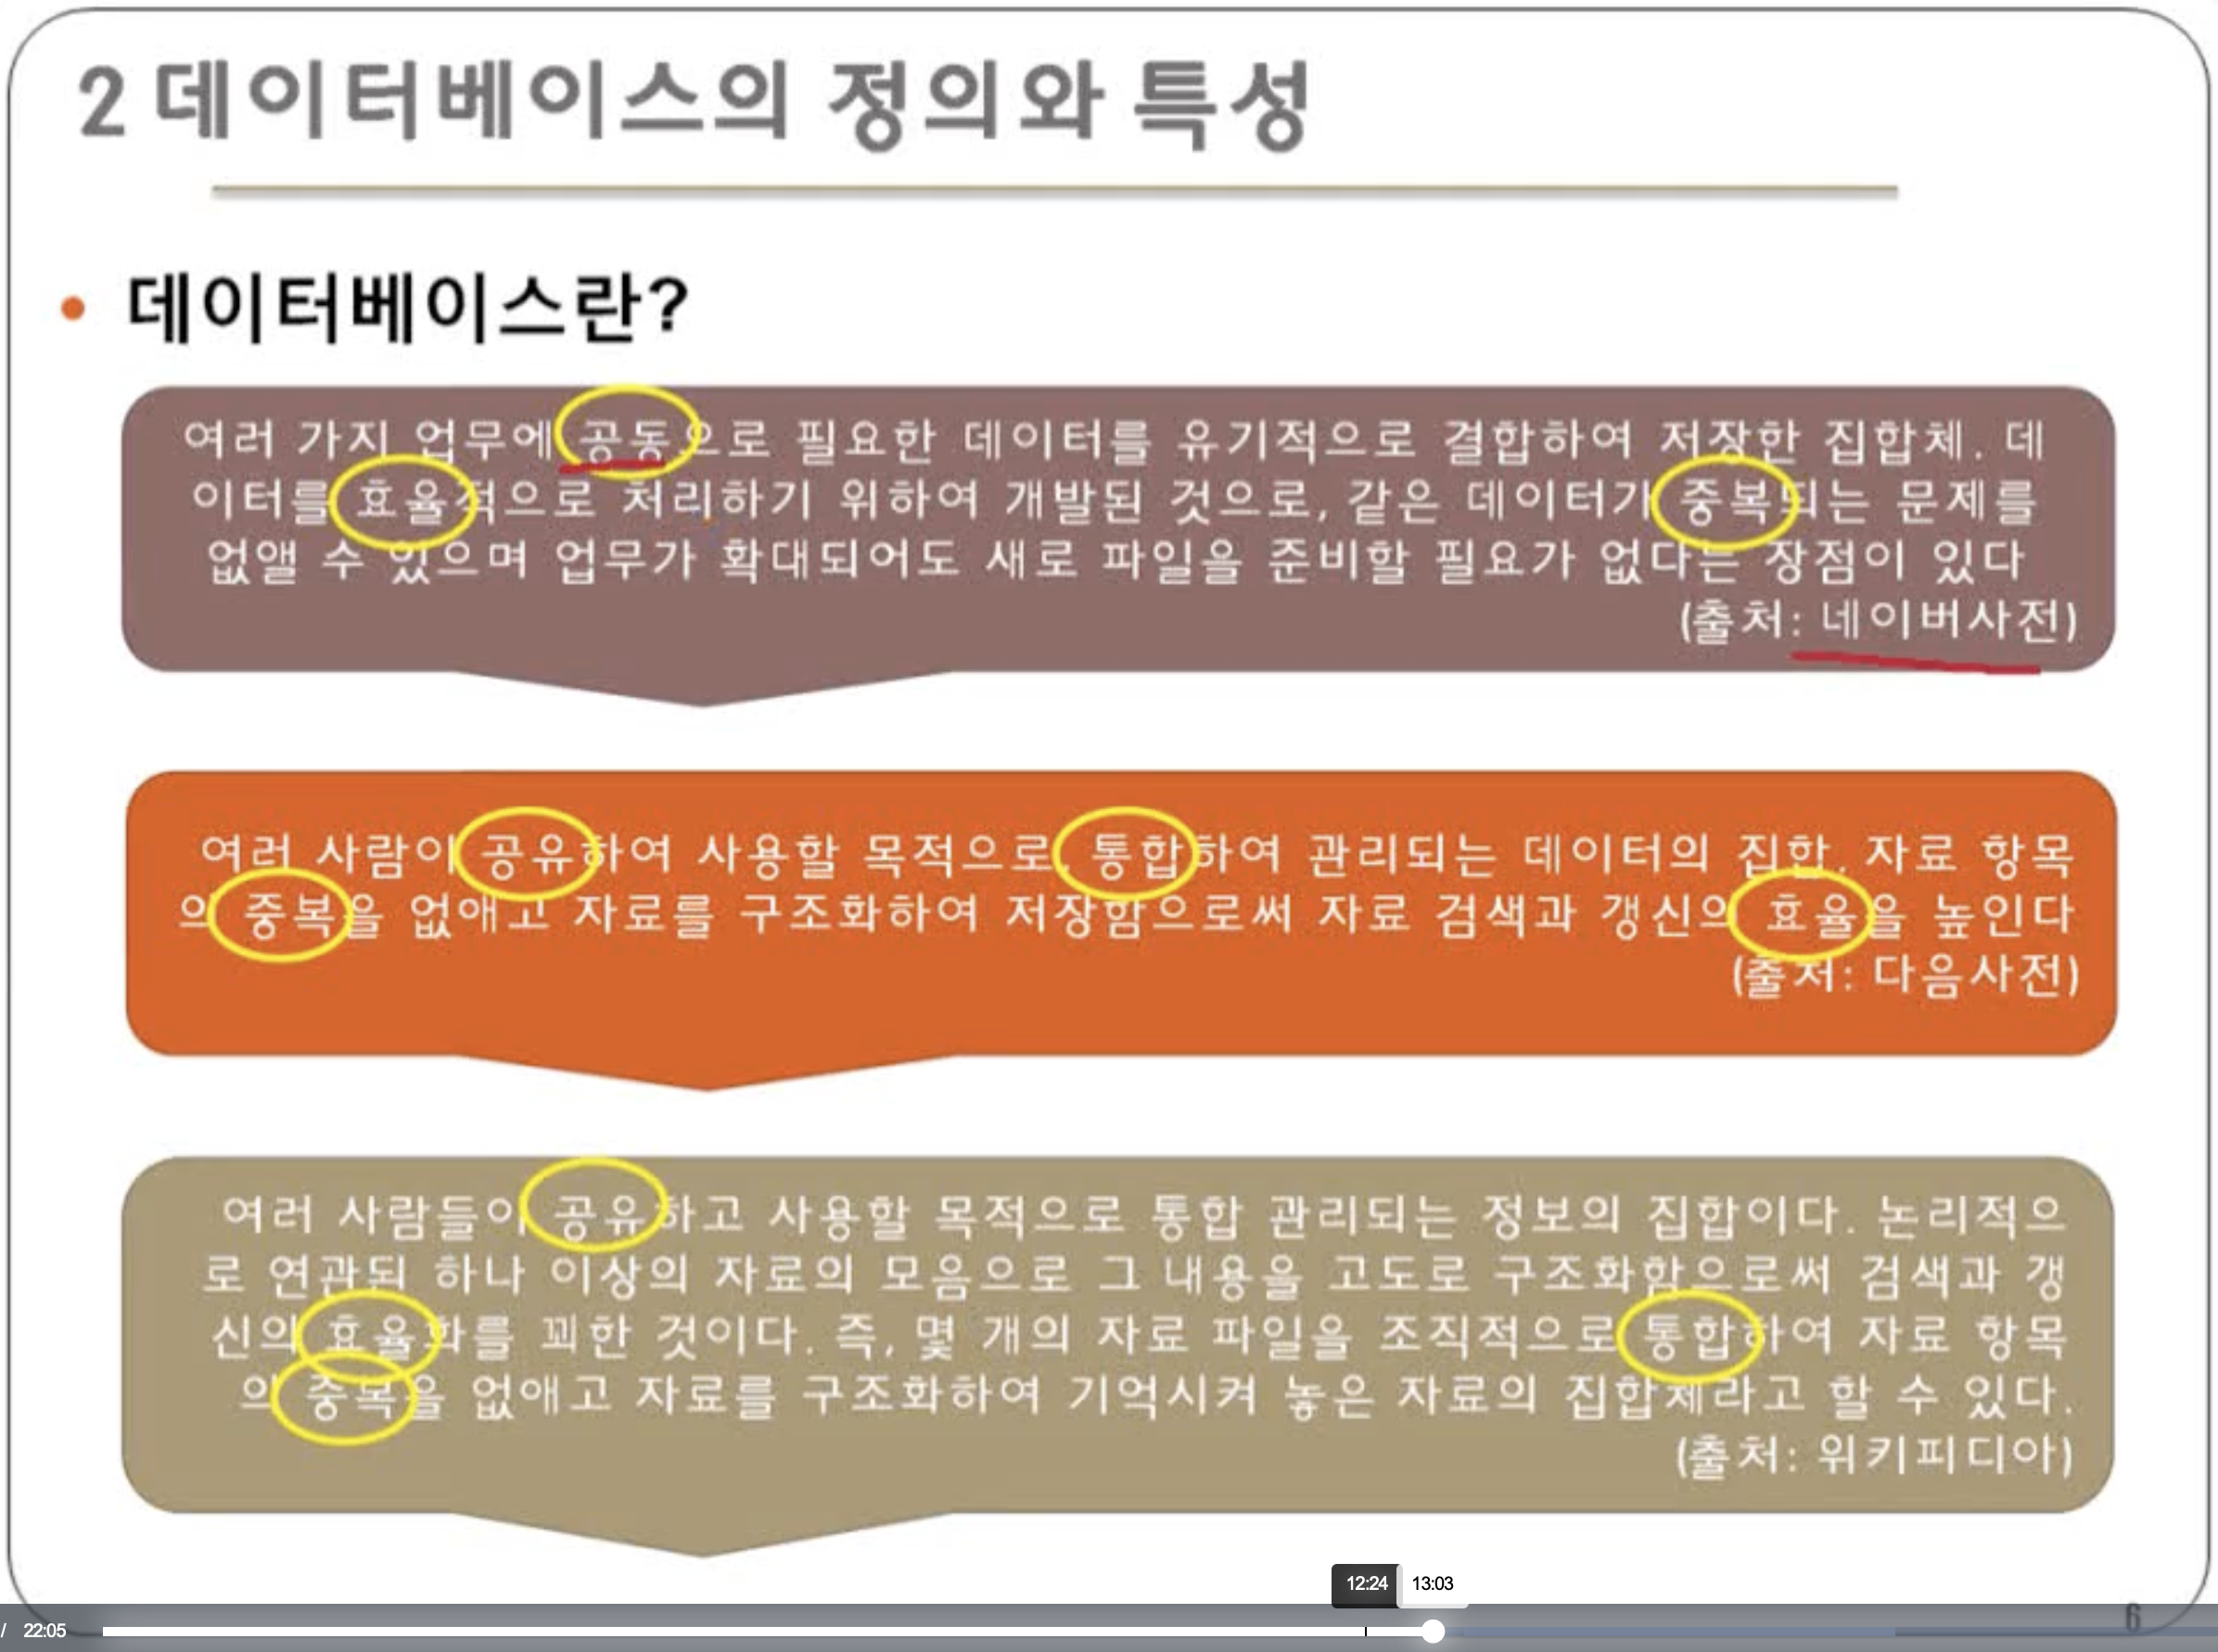 2 데이터베이스의 정의와 특성
• 데이터베이스란?
여러 가지 업무에 공동으로 필요한 데이터를 유기적으로 결합하여 저장한 집합체. 데
이터를 효율적으로 처리하기 위하여 개발된 것으로, 같은 데이터가 중복되는 문제를
없앨 수 있으며 업무가 확대되어도 새로 파일을 준비할 필요가 없다는 장점이 있다
(출처: 네이버사전)
여러 사람이 공유하여 사용할 목적으로, 통합하여 관리되는 데이터의 집합. 자료 항목
의 중복을 없애고 자료를 구조화하여 저장함으로써 자료 검색과 갱신의 효율을 높인다
(출처: 다음사전)
여러 사람들이 공유하고 사용할 목적으로 통합 관리되는 정보의 집합이다. 논리적으
로 연관된 하나 이상의 자료의 모음으로 그 내용을 고도로 구조화함으로써 검색과 갱
신의 효율화를 꾀한 것이다. 즉, 몇 개의 자료 파일을 조직적으로 통합하여 자료 항목
의 중복을 없애고 자료를 구조화하여 기억시켜 놓은 자료의 집합체라고 할 수 있다.
(출처: 위키피디아)
12:24 13:03
/ 22:05
6